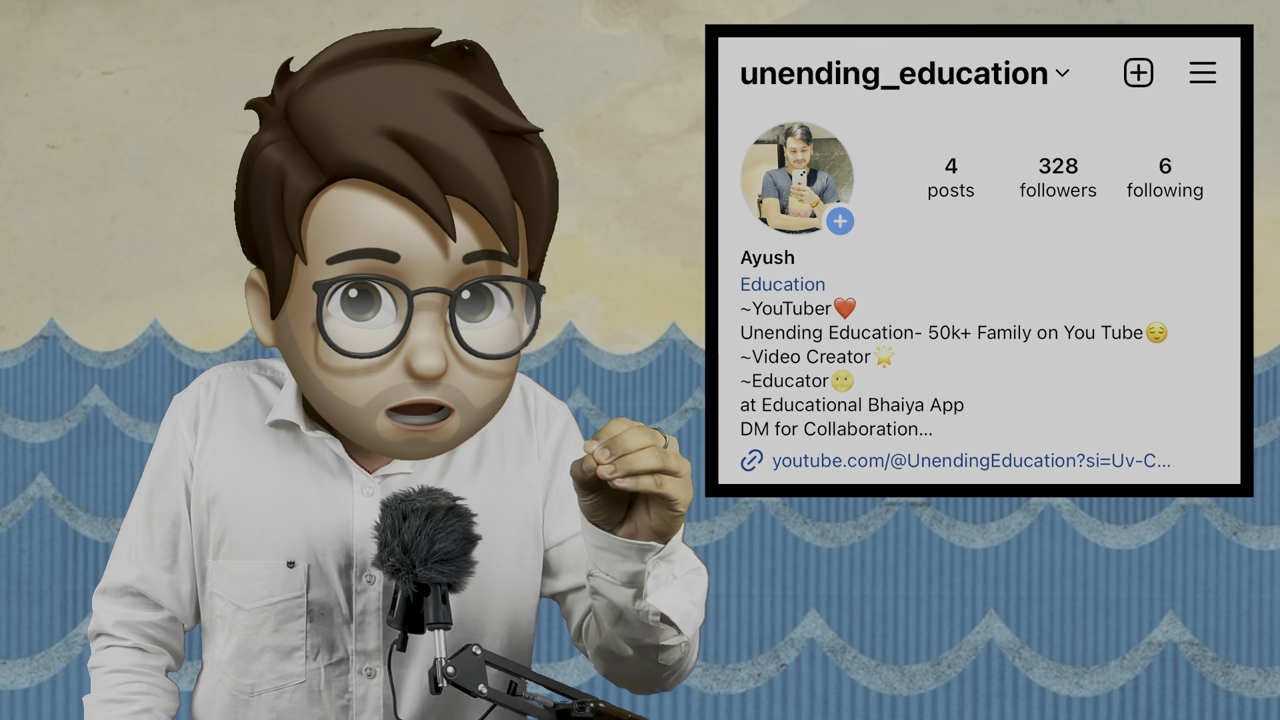 unending_education
4 328 6
posts followers following
Ayush
Education
~YouTuber❤️
Unending Education- 50k+ Family on You Tube😌
~Video Creator🌟
~Educator🌝
at Educational Bhaiya App
DM for Collaboration...
youtube.com/@UnendingEducation?si=Uv-C...